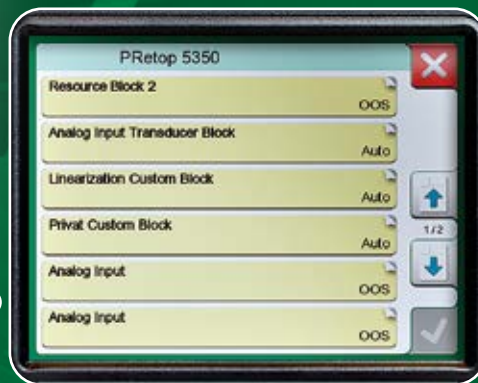 PRetop 5350
Resource Block 2
OOS
Analog Input Transducer Block
Auto
Linearization Custom Block
Auto
Privat Custom Block
Auto
1/2
Analog Input
OOS
Analog Input
OOS